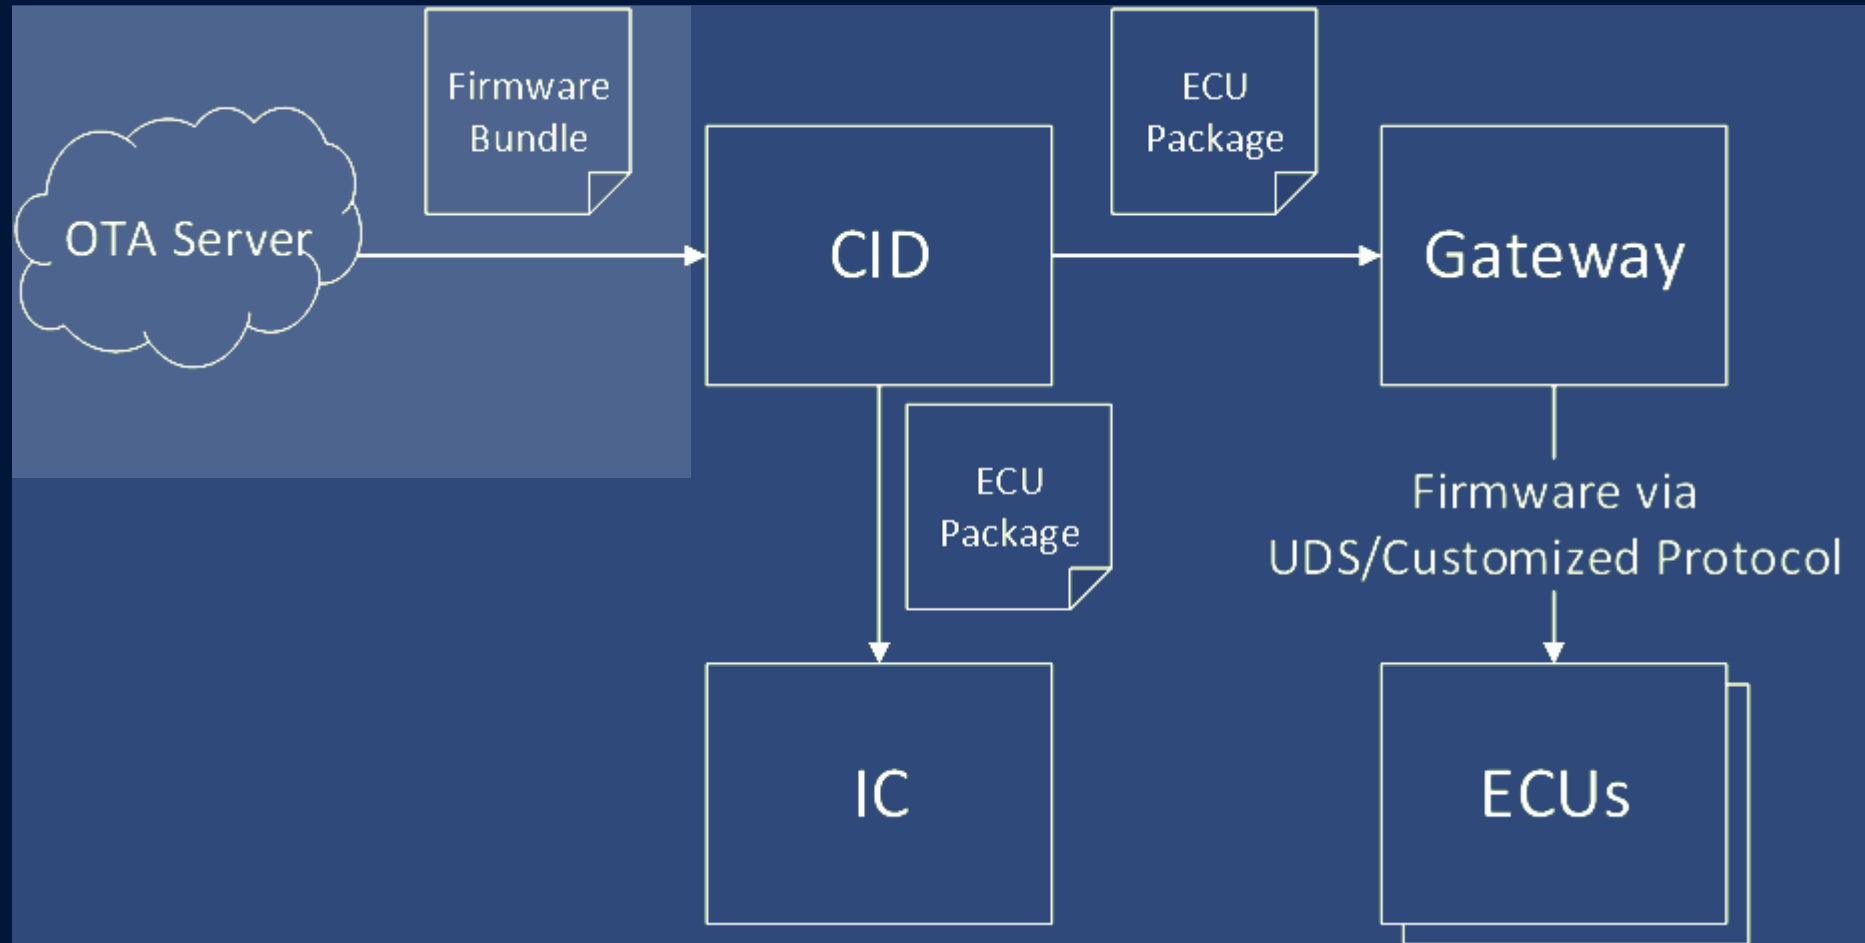 Firmware
Bundle
ECU
Package
OTA Server
CID
Gateway
ECU
Package
Firmware via
UDS/Customized Protocol
IC
ECUs